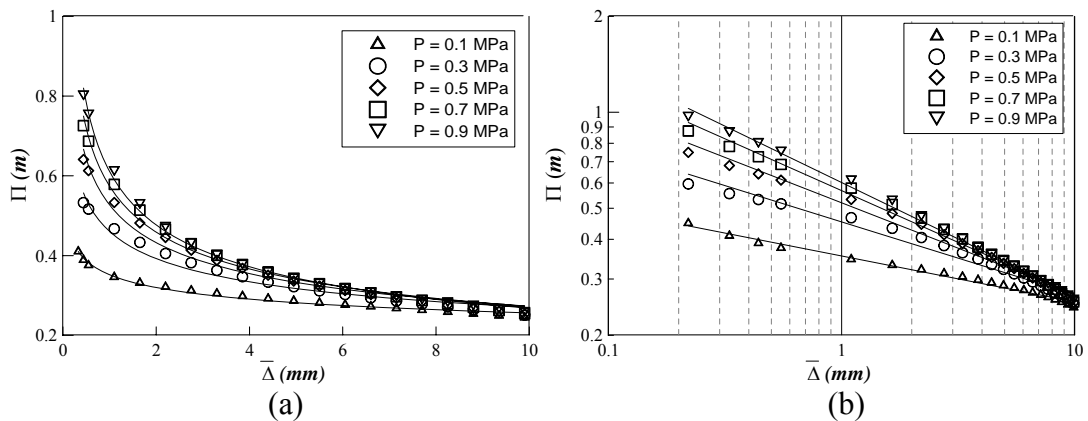 1
0.8
0.6
0.4
0.2
0 2 4 6 8 10
Π (m)
Δ̅ (mm)
P = 0.1 MPa
P = 0.3 MPa
P = 0.5 MPa
P = 0.7 MPa
P = 0.9 MPa
(a)
2
1
0.9
0.8
0.7
0.6
0.5
0.4
0.3
0.2
0.1 1 10
Π (m)
Δ̅ (mm)
P = 0.1 MPa
P = 0.3 MPa
P = 0.5 MPa
P = 0.7 MPa
P = 0.9 MPa
(b)